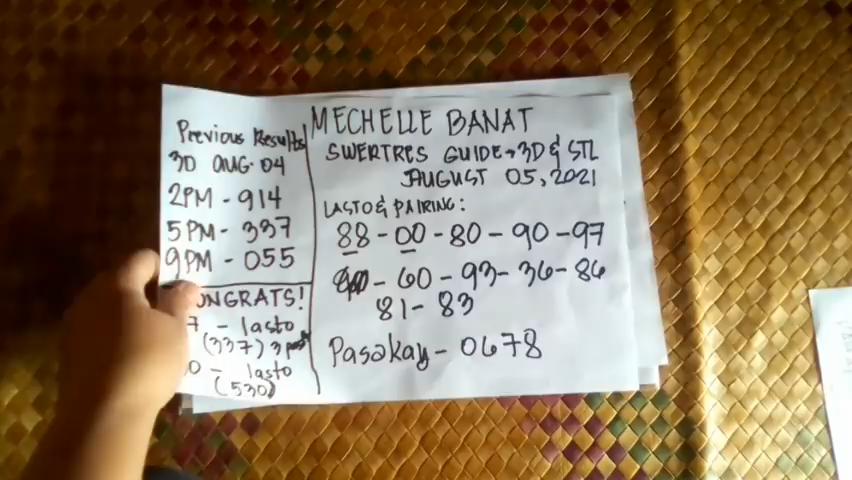 Previous Results
3D AUG. 04
2PM - 914
5PM - 337
9PM - 055
ONGRATS!
7 - lasto
(337)
0 - lasto
(530)
MECHELLE BANAT
SWERTRES GUIDE→3D & STL
AUGUST 05, 2021
LASTO & PAIRING:
88 - 00 - 80 - 90 - 97
- 60 - 93 - 36 - 86
81 - 83
Pasakay - 0678